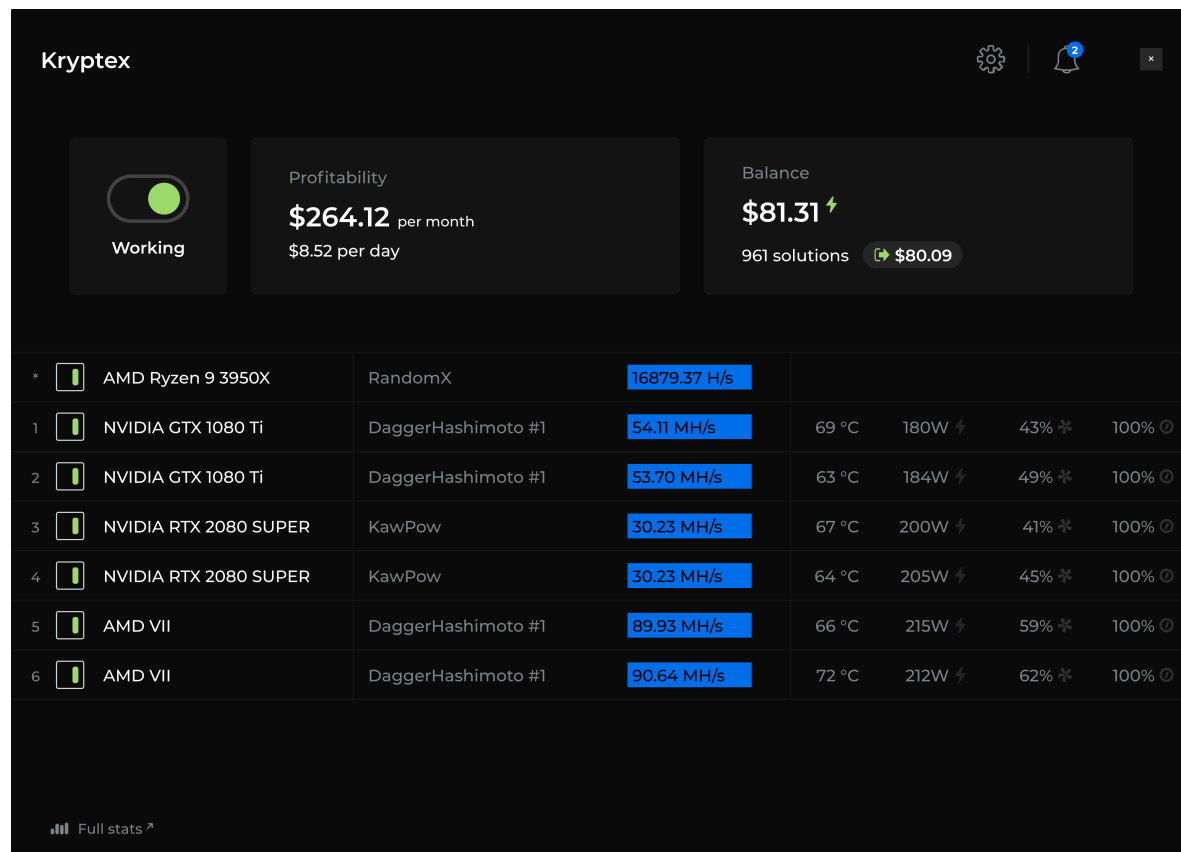 Kryptex
2
×
Working
Profitability
$264.12 per month
$8.52 per day
Balance
$81.31
961 solutions $80.09
* AMD Ryzen 9 3950X RandomX 16879.37 H/s
1 NVIDIA GTX 1080 Ti DaggerHashimoto #1 54.11 MH/s 69 °C 180W 43% 100%
2 NVIDIA GTX 1080 Ti DaggerHashimoto #1 53.70 MH/s 63 °C 184W 49% 100%
3 NVIDIA RTX 2080 SUPER KawPow 30.23 MH/s 67 °C 200W 41% 100%
4 NVIDIA RTX 2080 SUPER KawPow 30.23 MH/s 64 °C 205W 45% 100%
5 AMD VII DaggerHashimoto #1 89.93 MH/s 66 °C 215W 59% 100%
6 AMD VII DaggerHashimoto #1 90.64 MH/s 72 °C 212W 62% 100%
Full stats